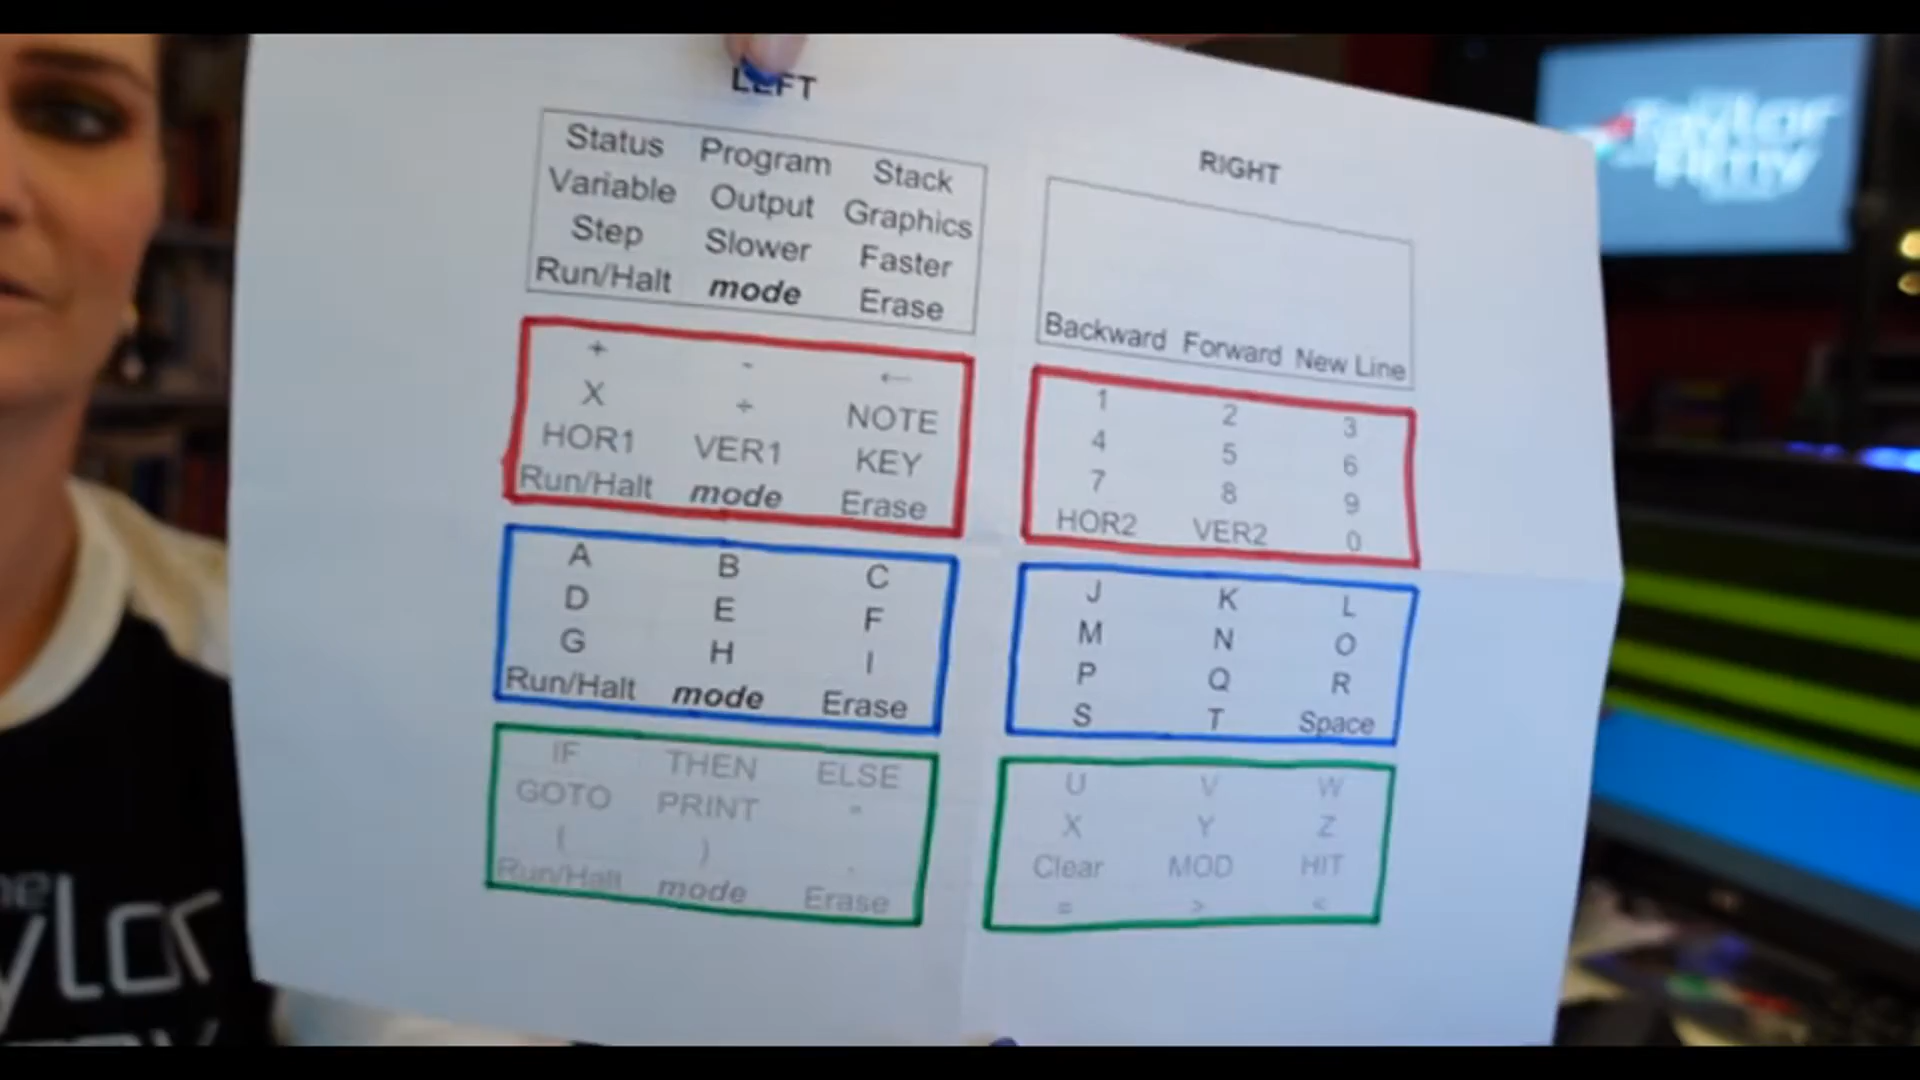 LEFT
Status Program Stack
Variable Output Graphics
Step Slower Faster
Run/Halt mode Erase
RIGHT
Backward Forward New Line
+ - ←
X ÷ NOTE
HOR1 VER1 KEY
Run/Halt mode Erase
1 2 3
4 5 6
7 8 9
HOR2 VER2 0
A B C
D E F
G H I
Run/Halt mode Erase
J K L
M N O
P Q R
S T Space
IF THEN ELSE
GOTO PRINT "
( )
Run/Halt mode Erase
U V W
X Y Z
Clear MOD HIT
= > <
Taylor